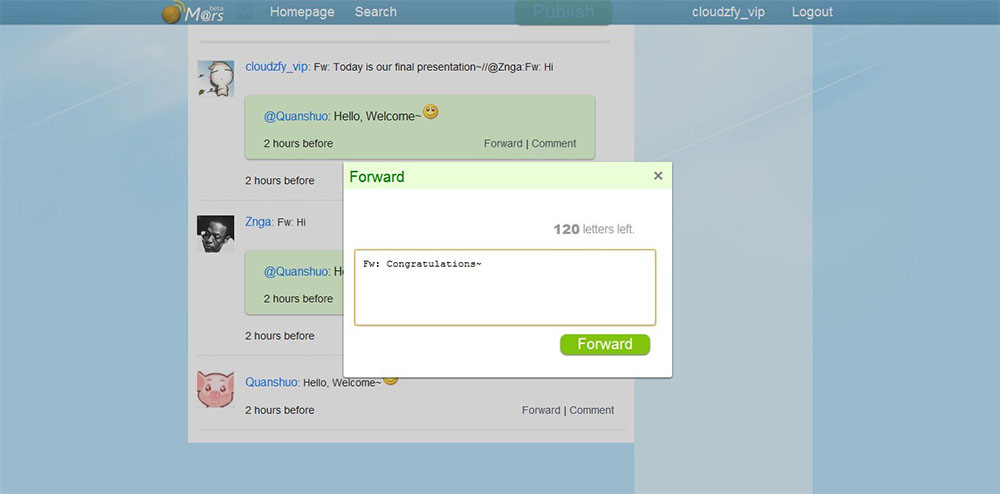 M@rs beta Homepage Search Publish cloudzfy_vip Logout
cloudzfy_vip: Fw: Today is our final presentation~//@Znga:Fw: Hi
@Quanshuo: Hello, Welcome~
2 hours before Forward | Comment
2 hours before
Forward ×
120 letters left.
Znga: Fw: Hi
Fw: Congratulations~
@Quanshuo: He
2 hours before
2 hours before
Forward
Quanshuo: Hello, Welcome~
2 hours before Forward | Comment